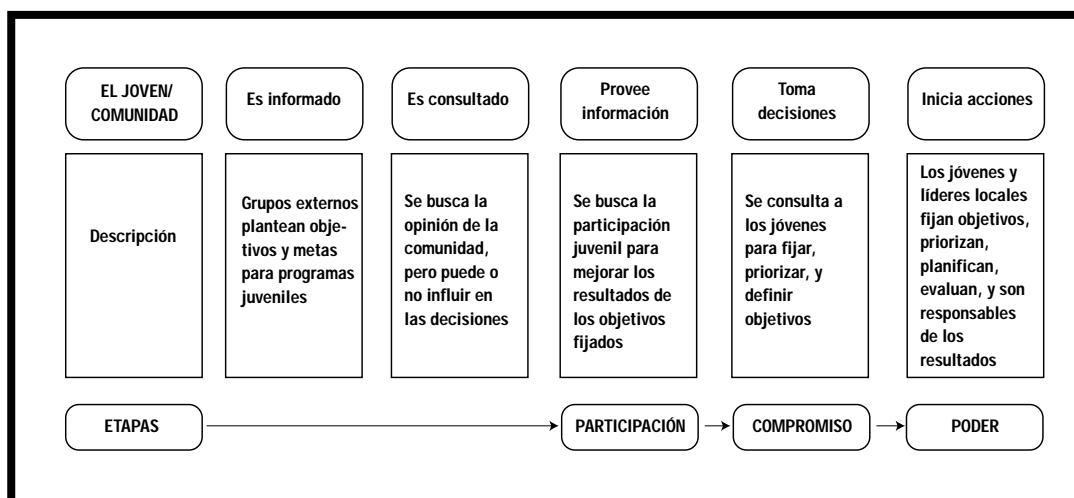 EL JOVEN/
COMUNIDAD
Es informado
Es consultado
Provee
información
Toma
decisiones
Inicia acciones
Descripción
Grupos externos
plantean obje-
tivos y metas
para programas
juveniles
Se busca la
opinión de la
comunidad,
pero puede o
no influir en
las decisiones
Se busca la
participación
juvenil para
mejorar los
resultados de
los objetivos
fijados
Se consulta a
los jóvenes
para fijar,
priorizar, y
definir
objetivos
Los jóvenes y
líderes locales
fijan objetivos,
priorizan,
planifican,
evaluan, y son
responsables
de los
resultados
ETAPAS
PARTICIPACIÓN
COMPROMISO
PODER